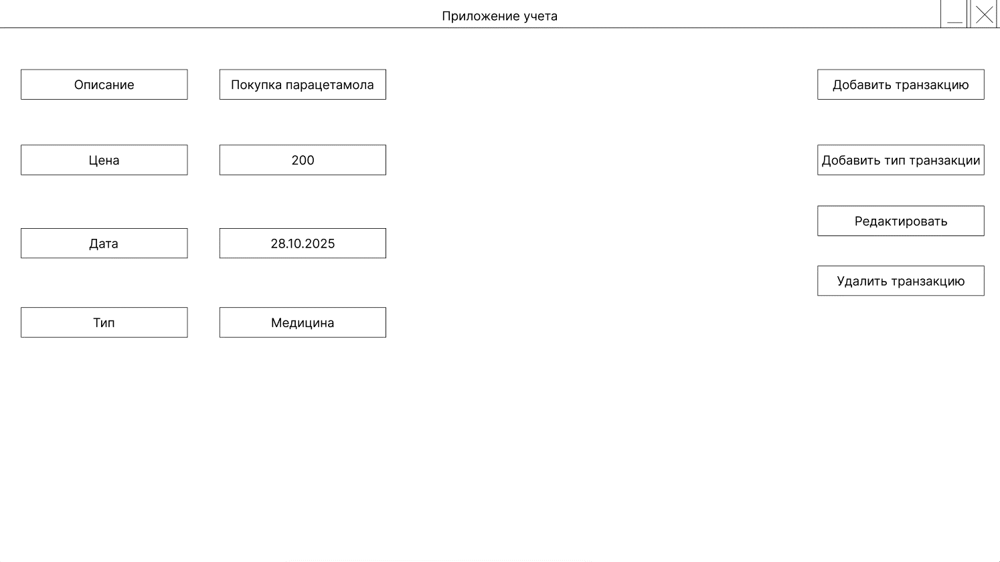 Приложение учета
Описание
Покупка парацетамола
Добавить транзакцию
Цена
200
Добавить тип транзакции
Редактировать
Дата
28.10.2025
Удалить транзакцию
Тип
Медицина